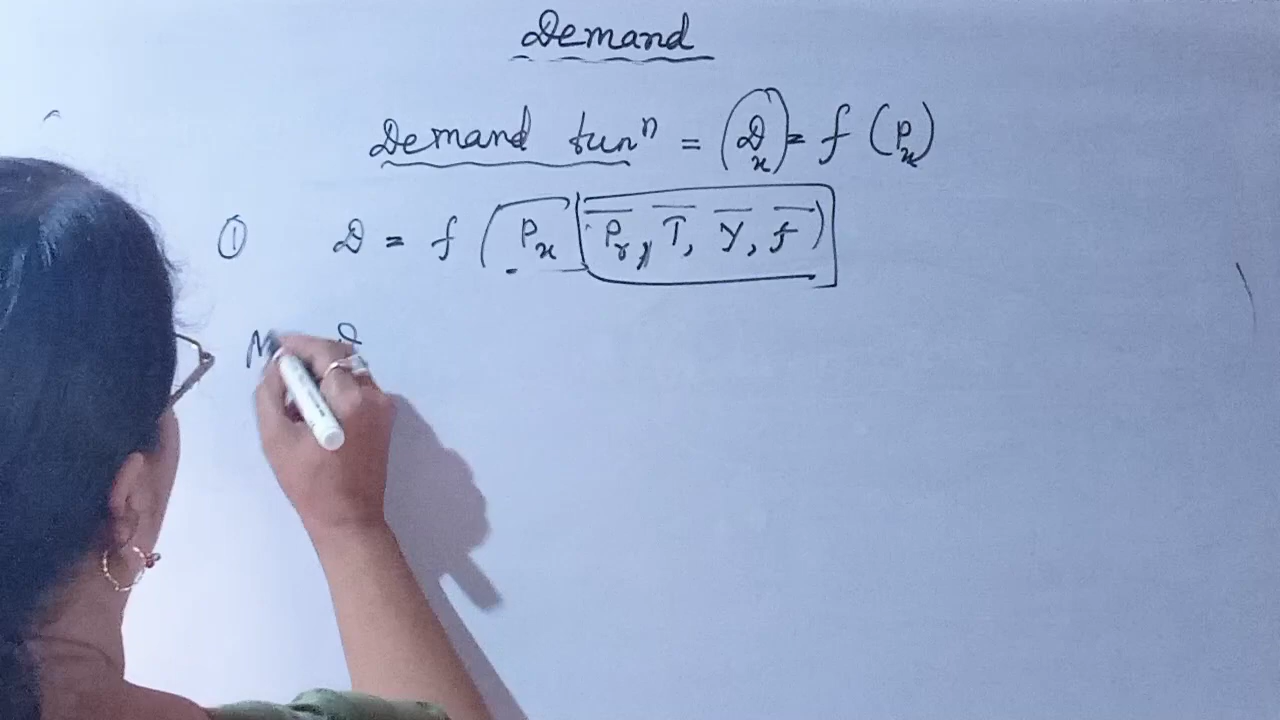 Demand
Demand funⁿ = (Dₓ) = f (Pₓ)
① D = f (Pₓ (P̅ᵣ, T̅, Y̅, f̅)
M D